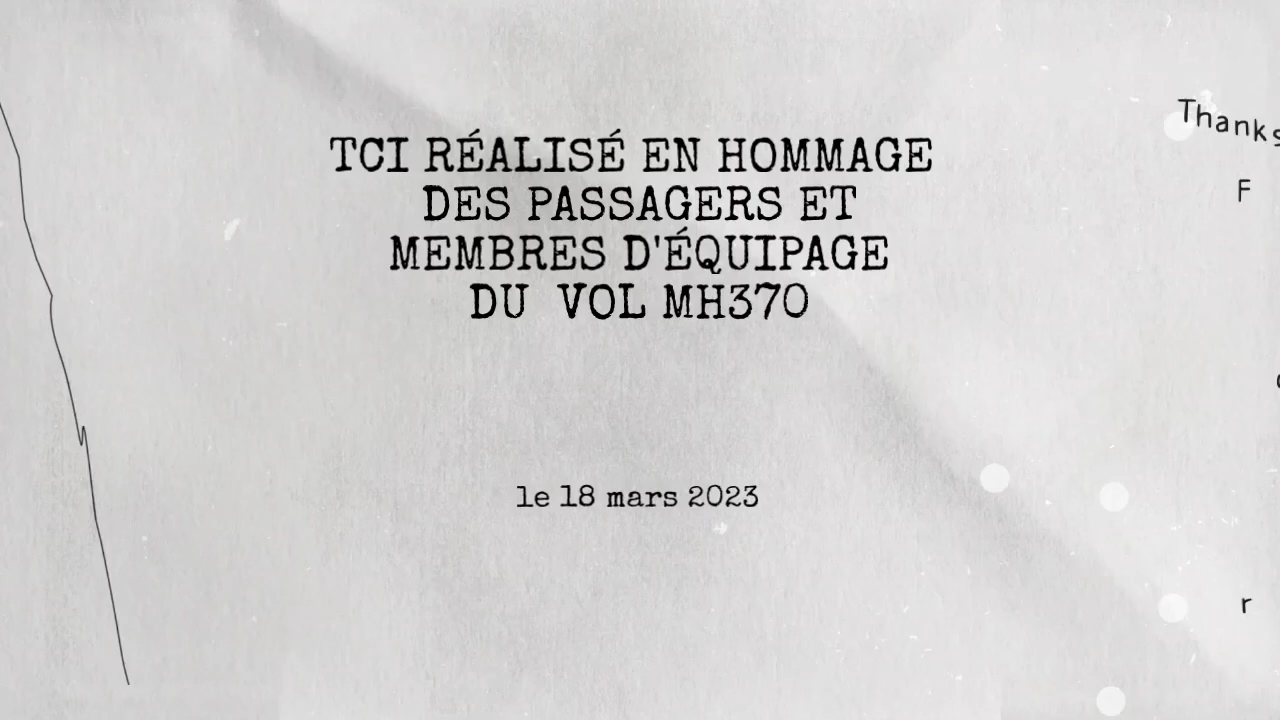 TCI RÉALISÉ EN HOMMAGE
DES PASSAGERS ET
MEMBRES D'ÉQUIPAGE
DU VOL MH370
le 18 mars 2023
Thanks
F
r